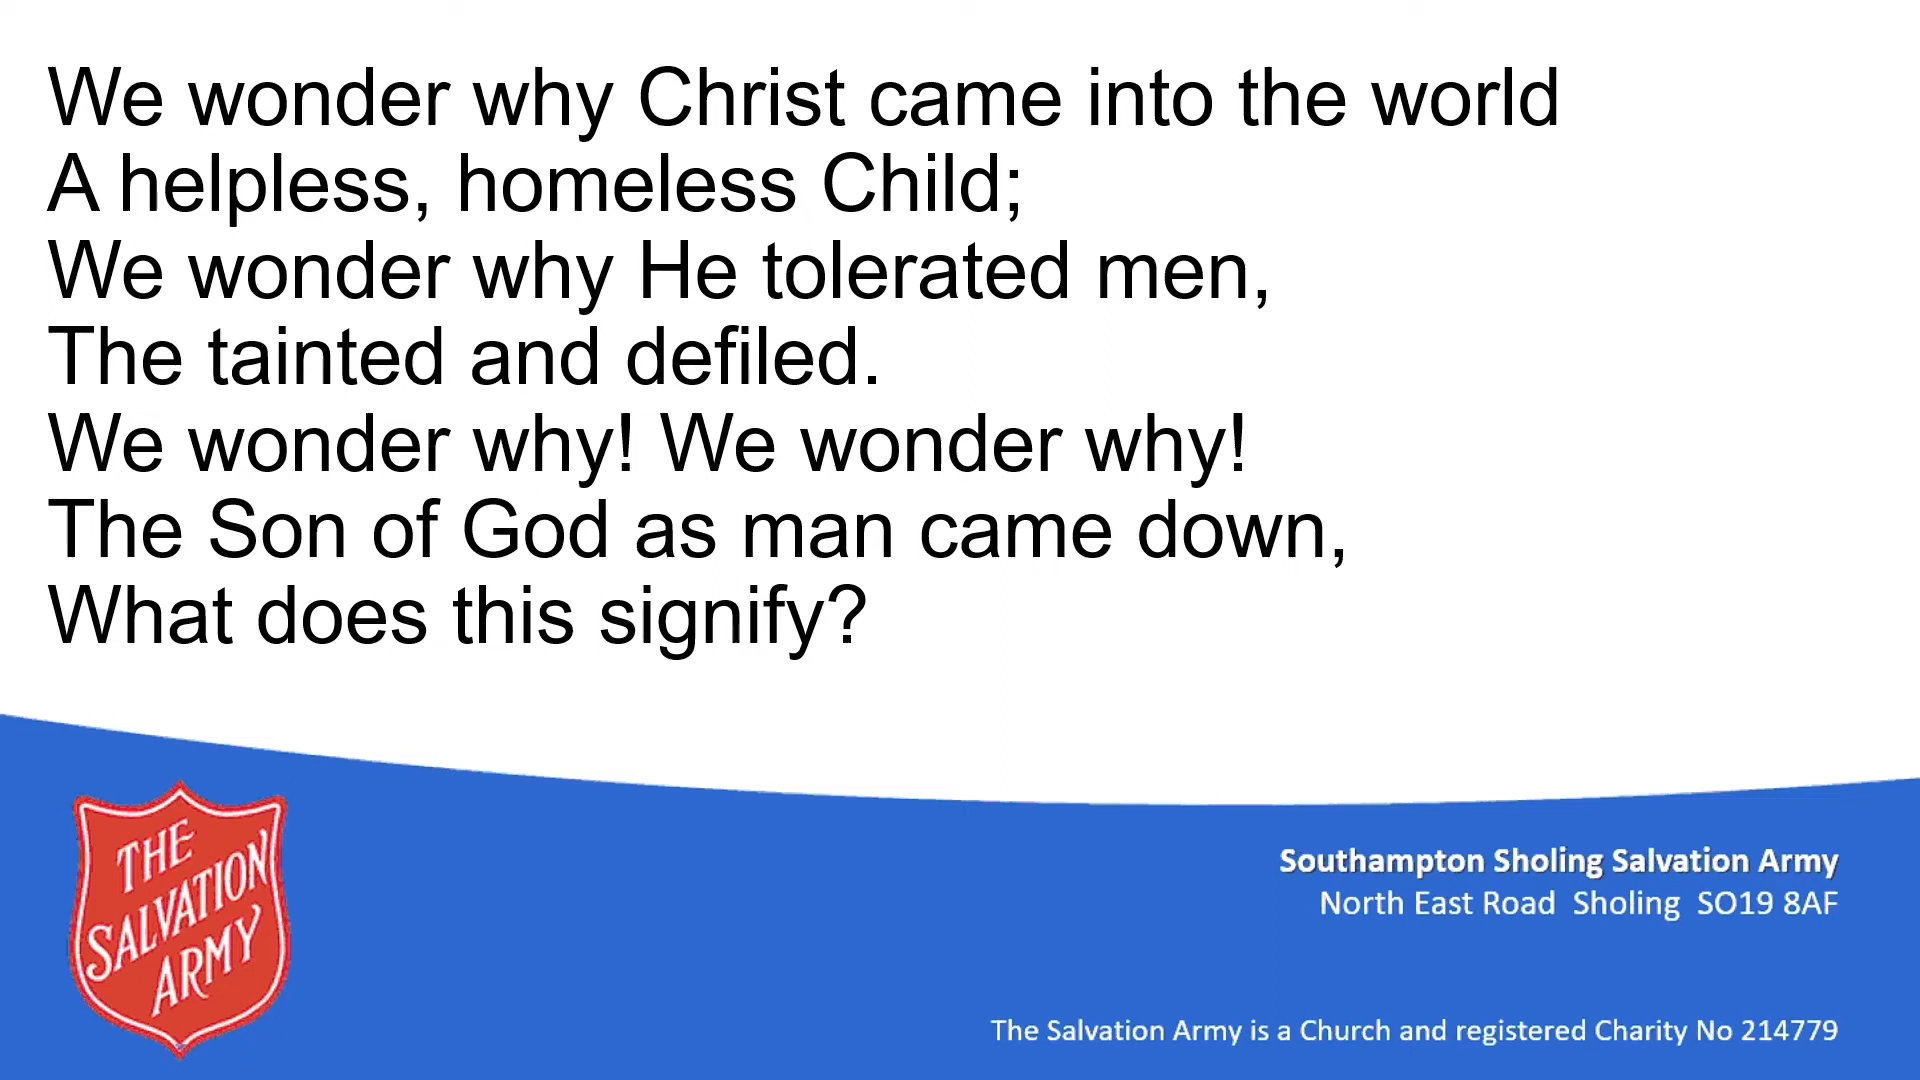 We wonder why Christ came into the world
A helpless, homeless Child;
We wonder why He tolerated men,
The tainted and defiled.
We wonder why! We wonder why!
The Son of God as man came down,
What does this signify?
THE
SALVATION
ARMY
Southampton Sholing Salvation Army
North East Road  Sholing  SO19 8AF
The Salvation Army is a Church and registered Charity No 214779